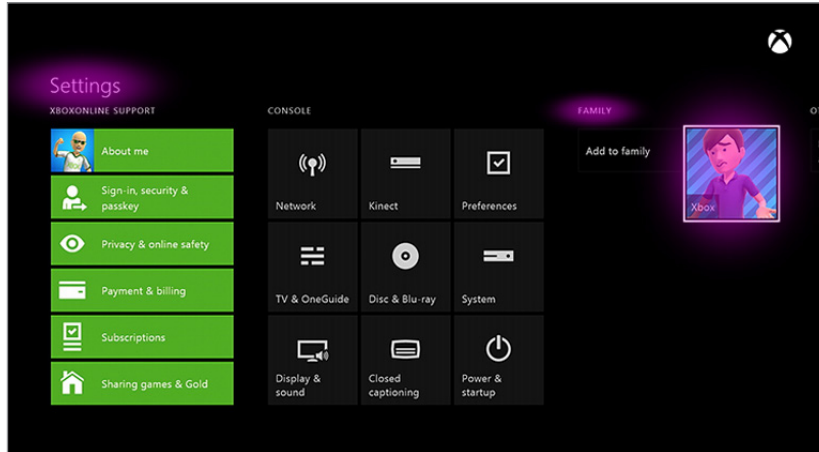 Settings
XBOXONLINE SUPPORT
About me
Sign-in, security &
passkey
Privacy & online safety
Payment & billing
Subscriptions
Sharing games & Gold
CONSOLE
Network
Kinect
Preferences
TV & OneGuide
Disc & Blu-ray
System
Display &
sound
Closed
captioning
Power &
startup
FAMILY
Add to family
Xbox